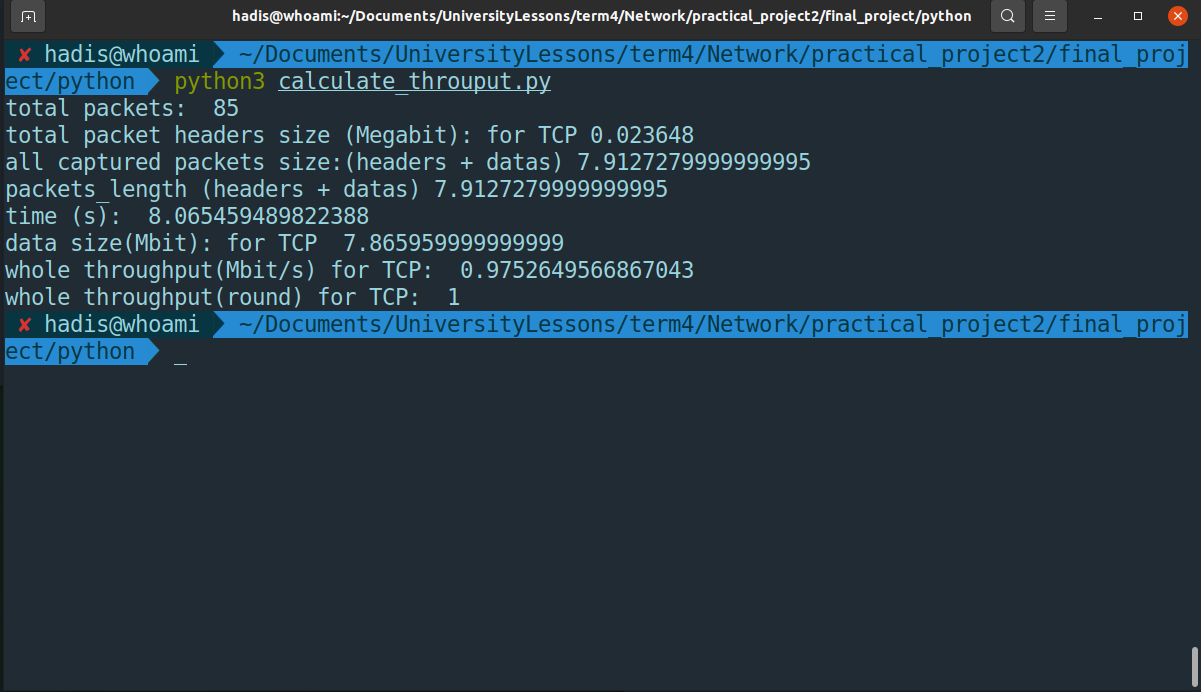 hadis@whoami:~/Documents/UniversityLessons/term4/Network/practical_project2/final_project/python
✘ hadis@whoami ~/Documents/UniversityLessons/term4/Network/practical_project2/final_proj
ect/python python3 calculate_throuput.py
total packets:  85
total packet headers size (Megabit): for TCP 0.023648
all captured packets size:(headers + datas) 7.9127279999999995
packets_length (headers + datas) 7.9127279999999995
time (s):  8.065459489822388
data size(Mbit): for TCP  7.865959999999999
whole throughput(Mbit/s) for TCP:  0.9752649566867043
whole throughput(round) for TCP:  1
✘ hadis@whoami ~/Documents/UniversityLessons/term4/Network/practical_project2/final_proj
ect/python _